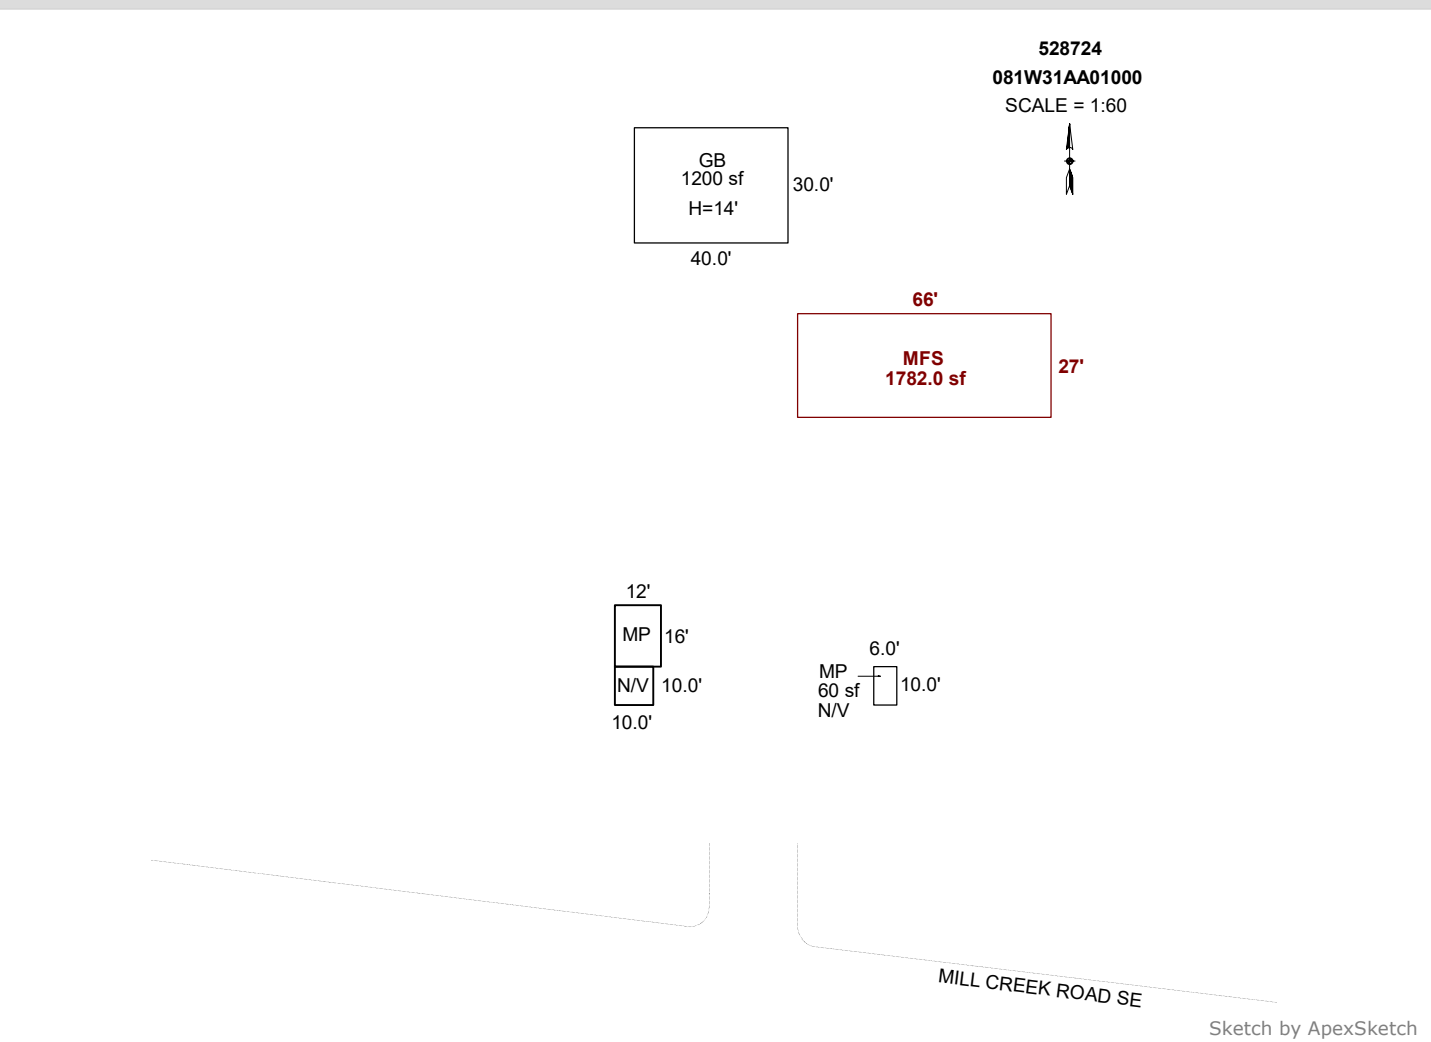 528724
081W31AA01000
SCALE = 1:60
GB
1200 sf
H=14'
30.0'
40.0'
66'
MFS
1782.0 sf
27'
12'
MP
16'
N/V
10.0'
10.0'
6.0'
MP
60 sf
N/V
10.0'
MILL CREEK ROAD SE
Sketch by ApexSketch